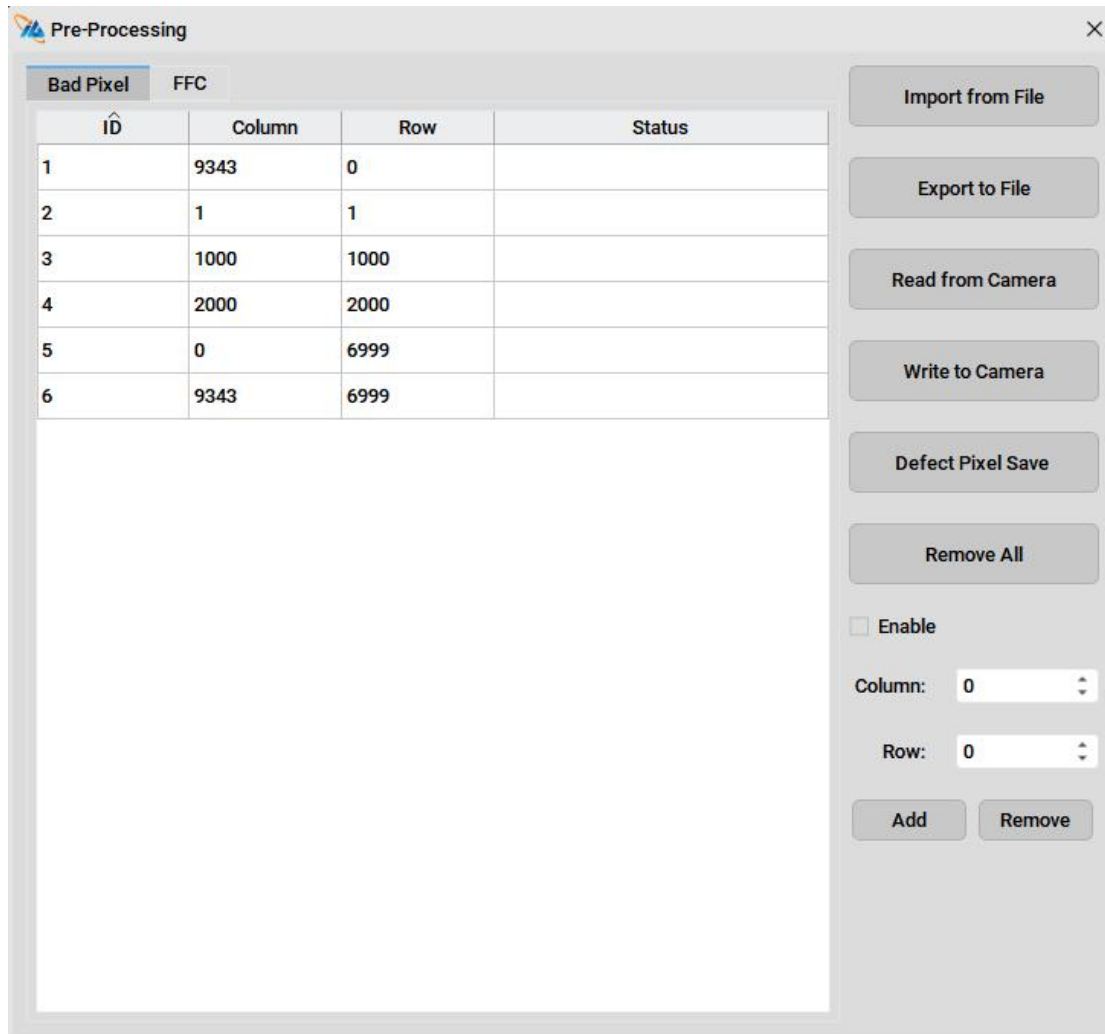 Pre-Processing
Bad Pixel FFC
ID Column Row Status
1 9343 0
2 1 1
3 1000 1000
4 2000 2000
5 0 6999
6 9343 6999
Import from File
Export to File
Read from Camera
Write to Camera
Defect Pixel Save
Remove All
Enable
Column: 0
Row: 0
Add Remove